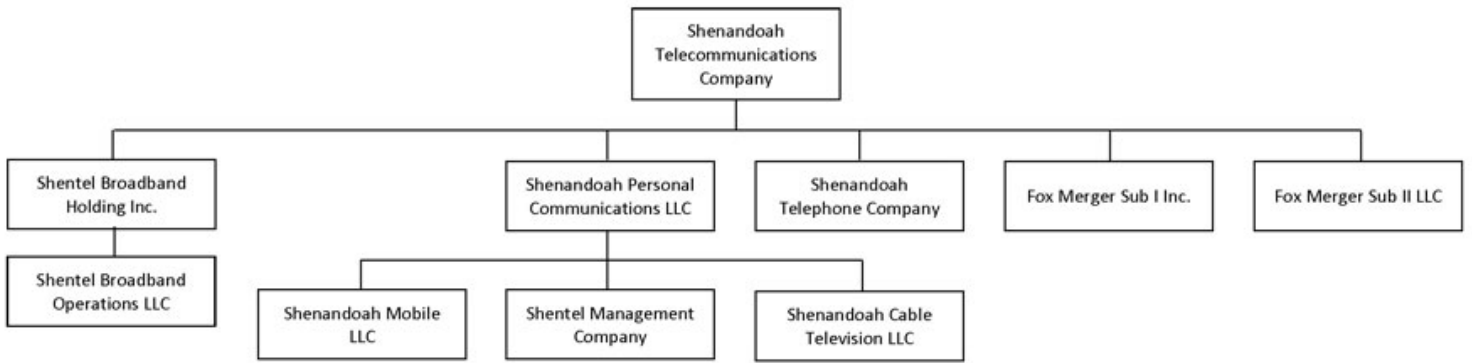 Shenandoah
Telecommunications
Company
Shentel Broadband
Holding Inc.
Shenandoah Personal
Communications LLC
Shenandoah
Telephone Company
Fox Merger Sub I Inc.
Fox Merger Sub II LLC
Shentel Broadband
Operations LLC
Shenandoah Mobile
LLC
Shentel Management
Company
Shenandoah Cable
Television LLC